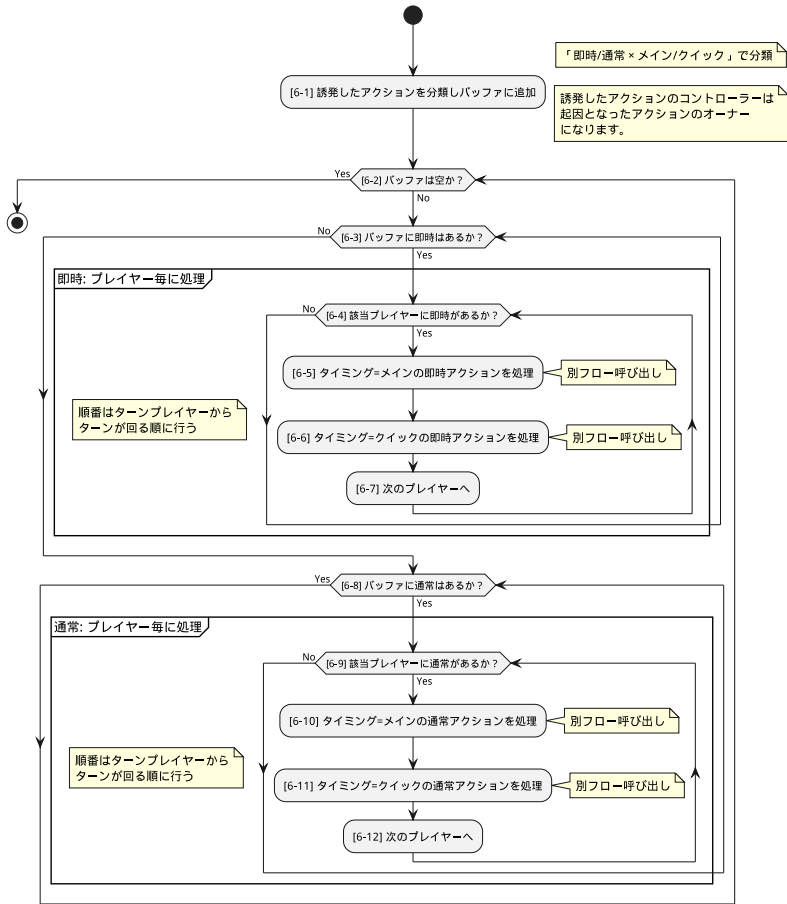 「即時/通常 × メイン/クイック」で分類
[6-1] 誘発したアクションを分類しバッファに追加
誘発したアクションのコントローラーは
起因となったアクションのオーナー
になります。
Yes
[6-2] バッファは空か?
No
No
[6-3] バッファに即時はあるか?
Yes
即時: プレイヤー毎に処理
No
[6-4] 該当プレイヤーに即時があるか?
Yes
[6-5] タイミング=メインの即時アクションを処理
別フロー呼び出し
順番はターンプレイヤーから
ターンが回る順に行う
[6-6] タイミング=クイックの即時アクションを処理
別フロー呼び出し
[6-7] 次のプレイヤーへ
Yes
[6-8] バッファに通常はあるか?
Yes
通常: プレイヤー毎に処理
No
[6-9] 該当プレイヤーに通常があるか?
Yes
[6-10] タイミング=メインの通常アクションを処理
別フロー呼び出し
順番はターンプレイヤーから
ターンが回る順に行う
[6-11] タイミング=クイックの通常アクションを処理
別フロー呼び出し
[6-12] 次のプレイヤーへ